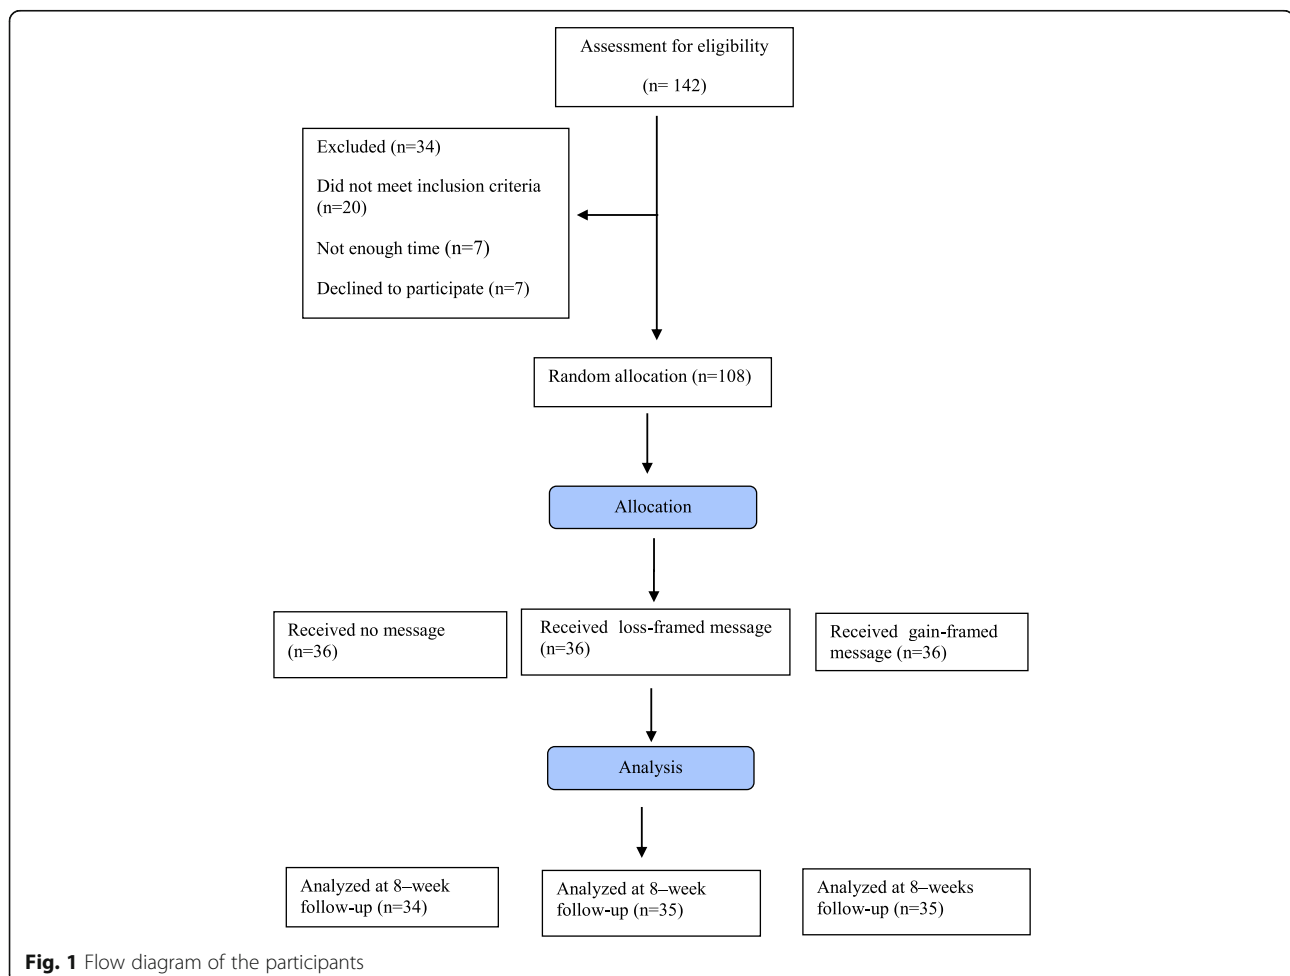 Assessment for eligibility
(n= 142)
Excluded (n=34)
Did not meet inclusion criteria
(n=20)
Not enough time (n=7)
Declined to participate (n=7)
Random allocation (n=108)
Allocation
Received no message
(n=36)
Received loss-framed message
(n=36)
Received gain-framed
message (n=36)
Analysis
Analyzed at 8–week
follow-up (n=34)
Analyzed at 8–week
follow-up (n=35)
Analyzed at 8–weeks
follow-up (n=35)
Fig. 1 Flow diagram of the participants